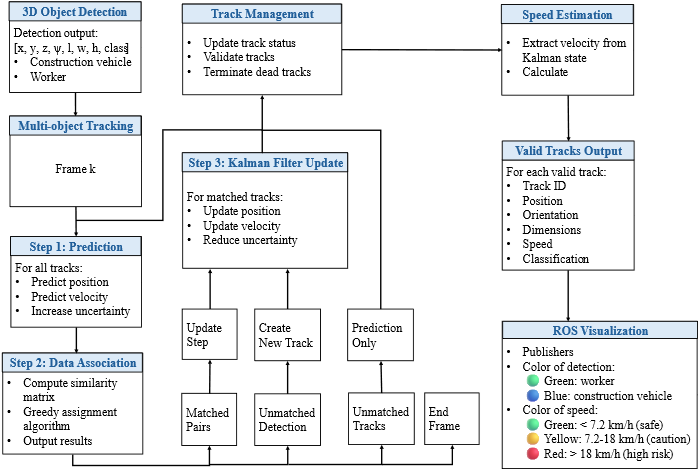 3D Object Detection
Detection output:
[x, y, z, ψ, l, w, h, class]
• Construction vehicle
• Worker
Multi-object Tracking
Frame k
Step 1: Prediction
For all tracks:
• Predict position
• Predict velocity
• Increase uncertainty
Step 2: Data Association
• Compute similarity
matrix
• Greedy assignment
algorithm
• Output results
Track Management
• Update track status
• Validate tracks
• Terminate dead tracks
Step 3: Kalman Filter Update
For matched tracks:
• Update position
• Update velocity
• Reduce uncertainty
Update
Step
Create
New Track
Prediction
Only
Matched
Pairs
Unmatched
Detection
Unmatched
Tracks
End
Frame
Speed Estimation
• Extract velocity from
Kalman state
• Calculate
Valid Tracks Output
For each valid track:
• Track ID
• Position
• Orientation
• Dimensions
• Speed
• Classification
ROS Visualization
• Publishers
• Color of detection:
Green: worker
Blue: construction vehicle
• Color of speed:
Green: < 7.2 km/h (safe)
Yellow: 7.2-18 km/h (caution)
Red: > 18 km/h (high risk)